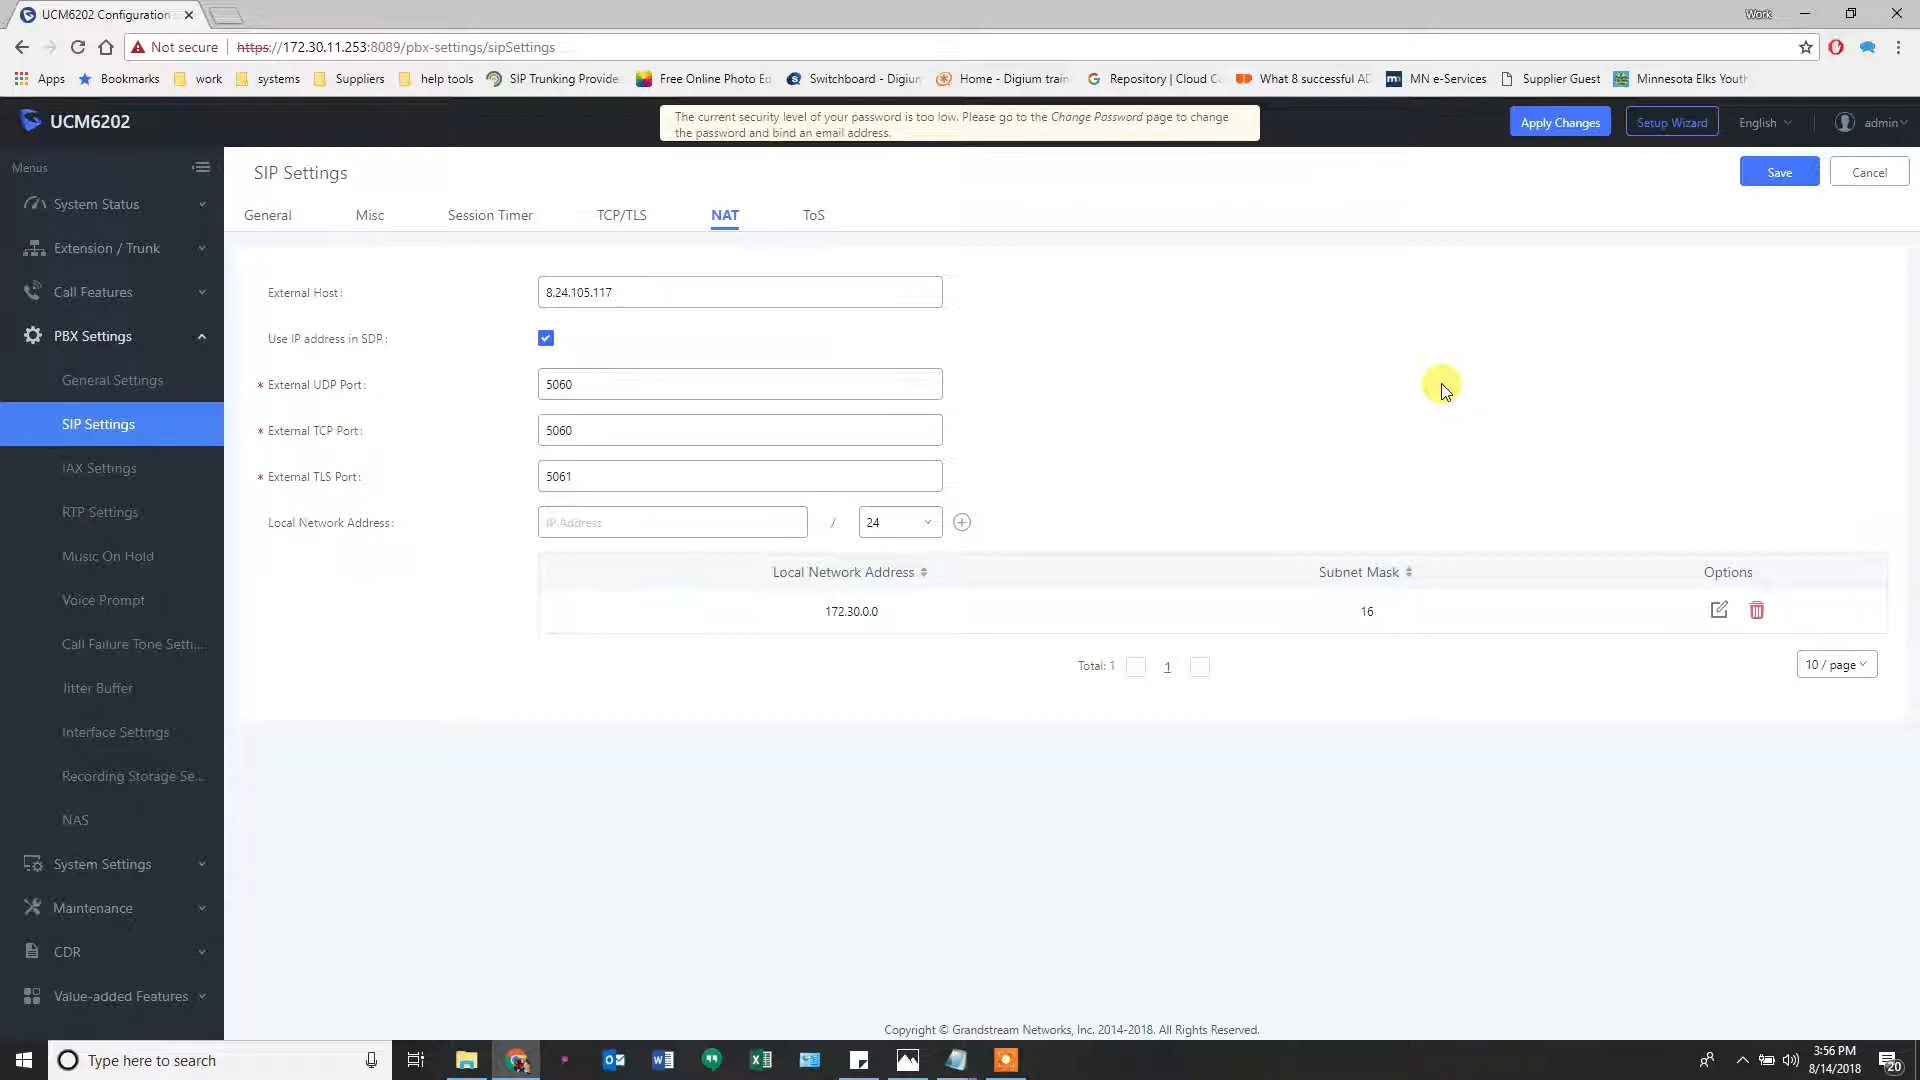 UCM6202 Configuration
Work
Not secure
https://172.30.11.253:8089/pbx-settings/sipSettings
Apps
Bookmarks
work
systems
Suppliers
help tools
SIP Trunking Provide
Free Online Photo Ed
Switchboard - Digium
Home - Digium train
Repository | Cloud C
What 8 successful AD
MN e-Services
Supplier Guest
Minnesota Elks Youth
UCM6202
The current security level of your password is too low. Please go to the Change Password page to change
the password and bind an email address.
Apply Changes
Setup Wizard
English
admin
Menus
System Status
Extension / Trunk
Call Features
PBX Settings
General Settings
SIP Settings
IAX Settings
RTP Settings
Music On Hold
Voice Prompt
Call Failure Tone Setti...
Jitter Buffer
Interface Settings
Recording Storage Se...
NAS
System Settings
Maintenance
CDR
Value-added Features
SIP Settings
Save
Cancel
General
Misc
Session Timer
TCP/TLS
NAT
ToS
External Host:
8.24.105.117
Use IP address in SDP:
* External UDP Port:
5060
* External TCP Port:
5060
* External TLS Port:
5061
Local Network Address:
IP Address
/
24
Local Network Address
Subnet Mask
Options
172.30.0.0
16
Total: 1
1
10 / page
Copyright © Grandstream Networks, Inc. 2014-2018. All Rights Reserved.
Type here to search
3:56 PM
8/14/2018
20